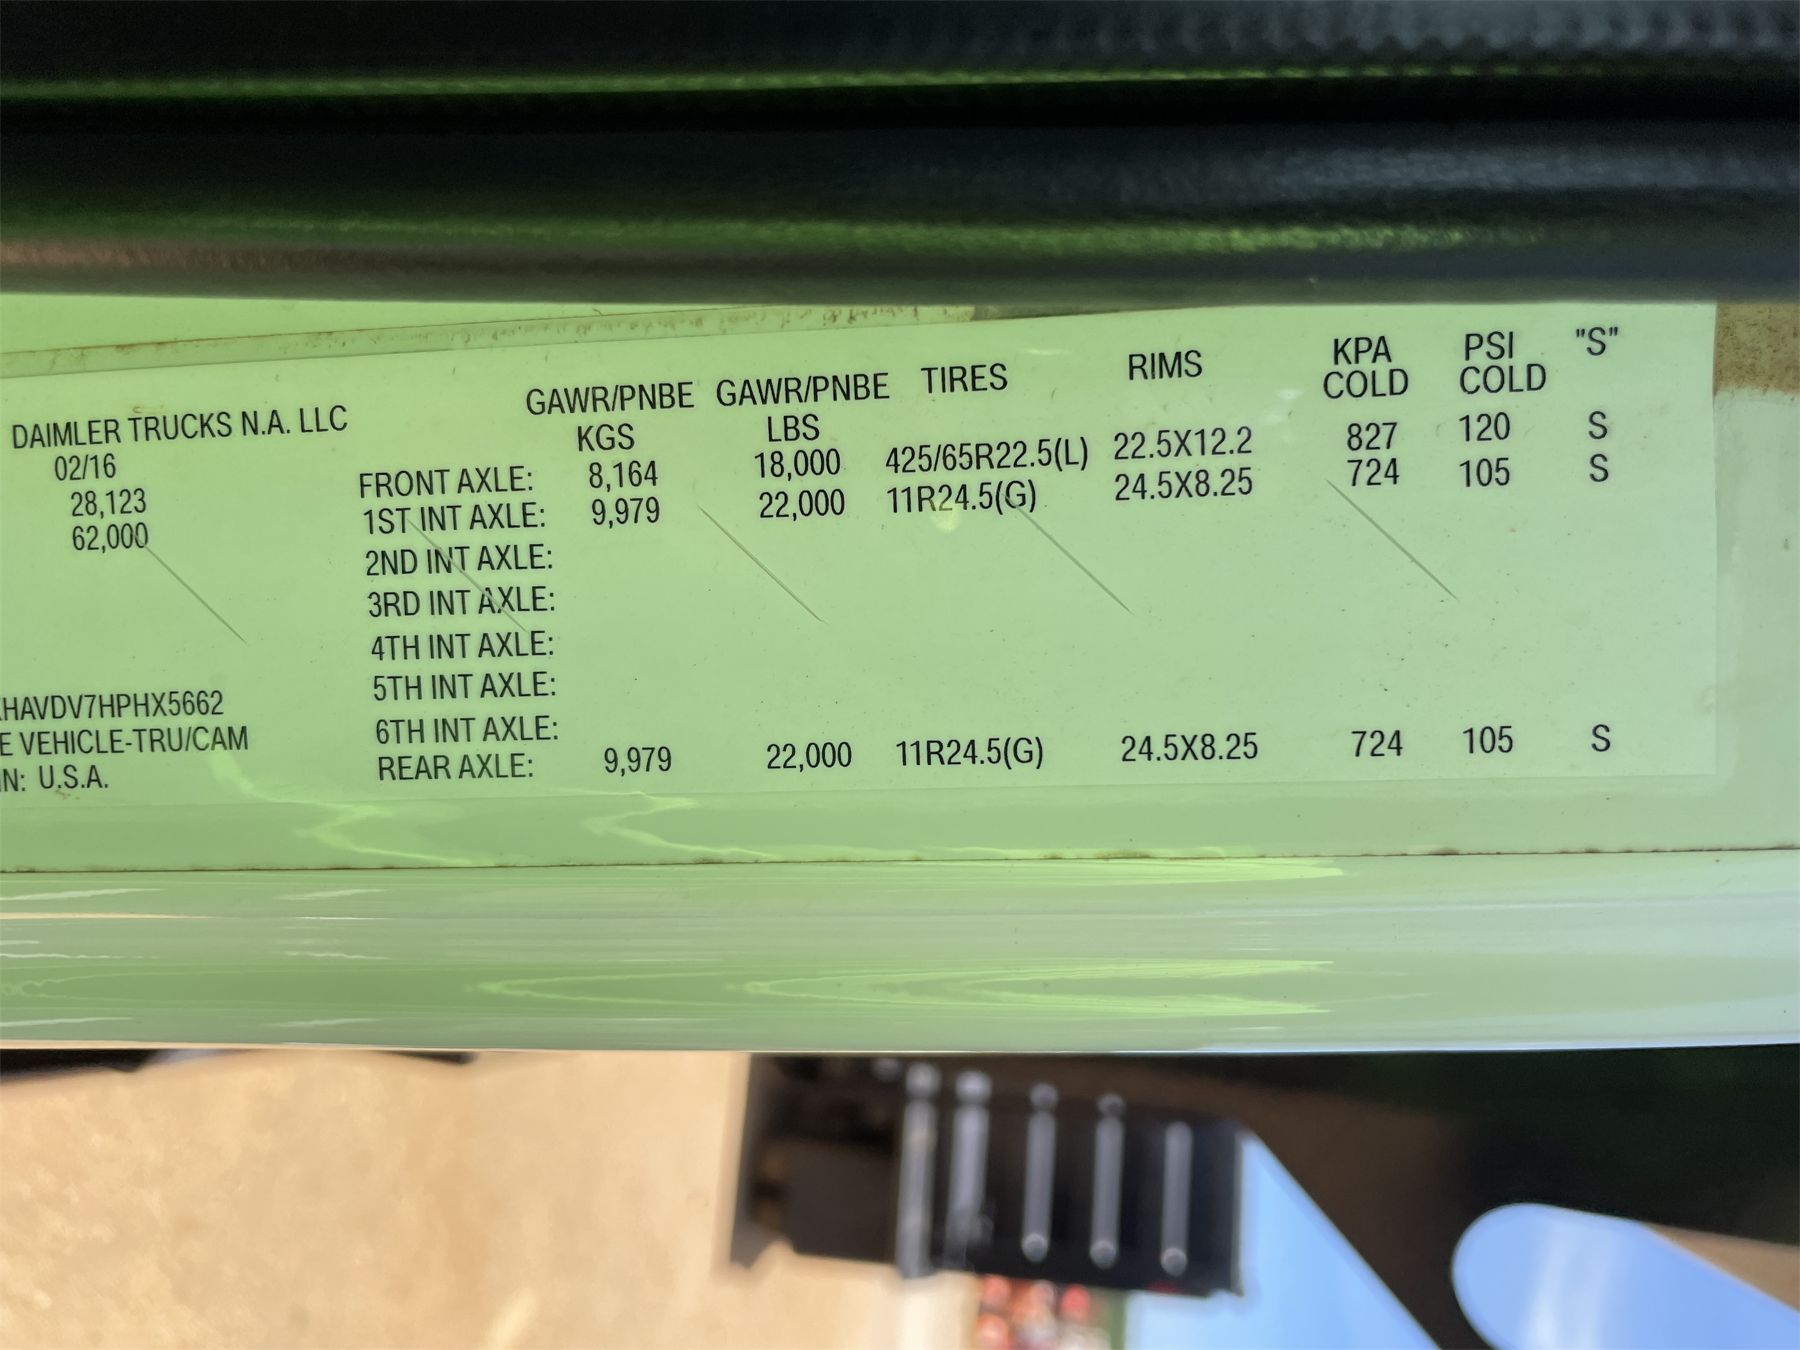 GAWR/PNBE GAWR/PNBE TIRES RIMS KPA PSI "S"
DAIMLER TRUCKS N.A. LLC KGS LBS COLD COLD
02/16 FRONT AXLE: 8,164 18,000 425/65R22.5(L) 22.5X12.2 827 120 S
28,123 1ST INT AXLE: 9,979 22,000 11R24.5(G) 24.5X8.25 724 105 S
62,000 2ND INT AXLE:
3RD INT AXLE:
4TH INT AXLE:
5TH INT AXLE:
HAVDV7HPHX5662 6TH INT AXLE:
E VEHICLE-TRU/CAM REAR AXLE: 9,979 22,000 11R24.5(G) 24.5X8.25 724 105 S
IN: U.S.A.